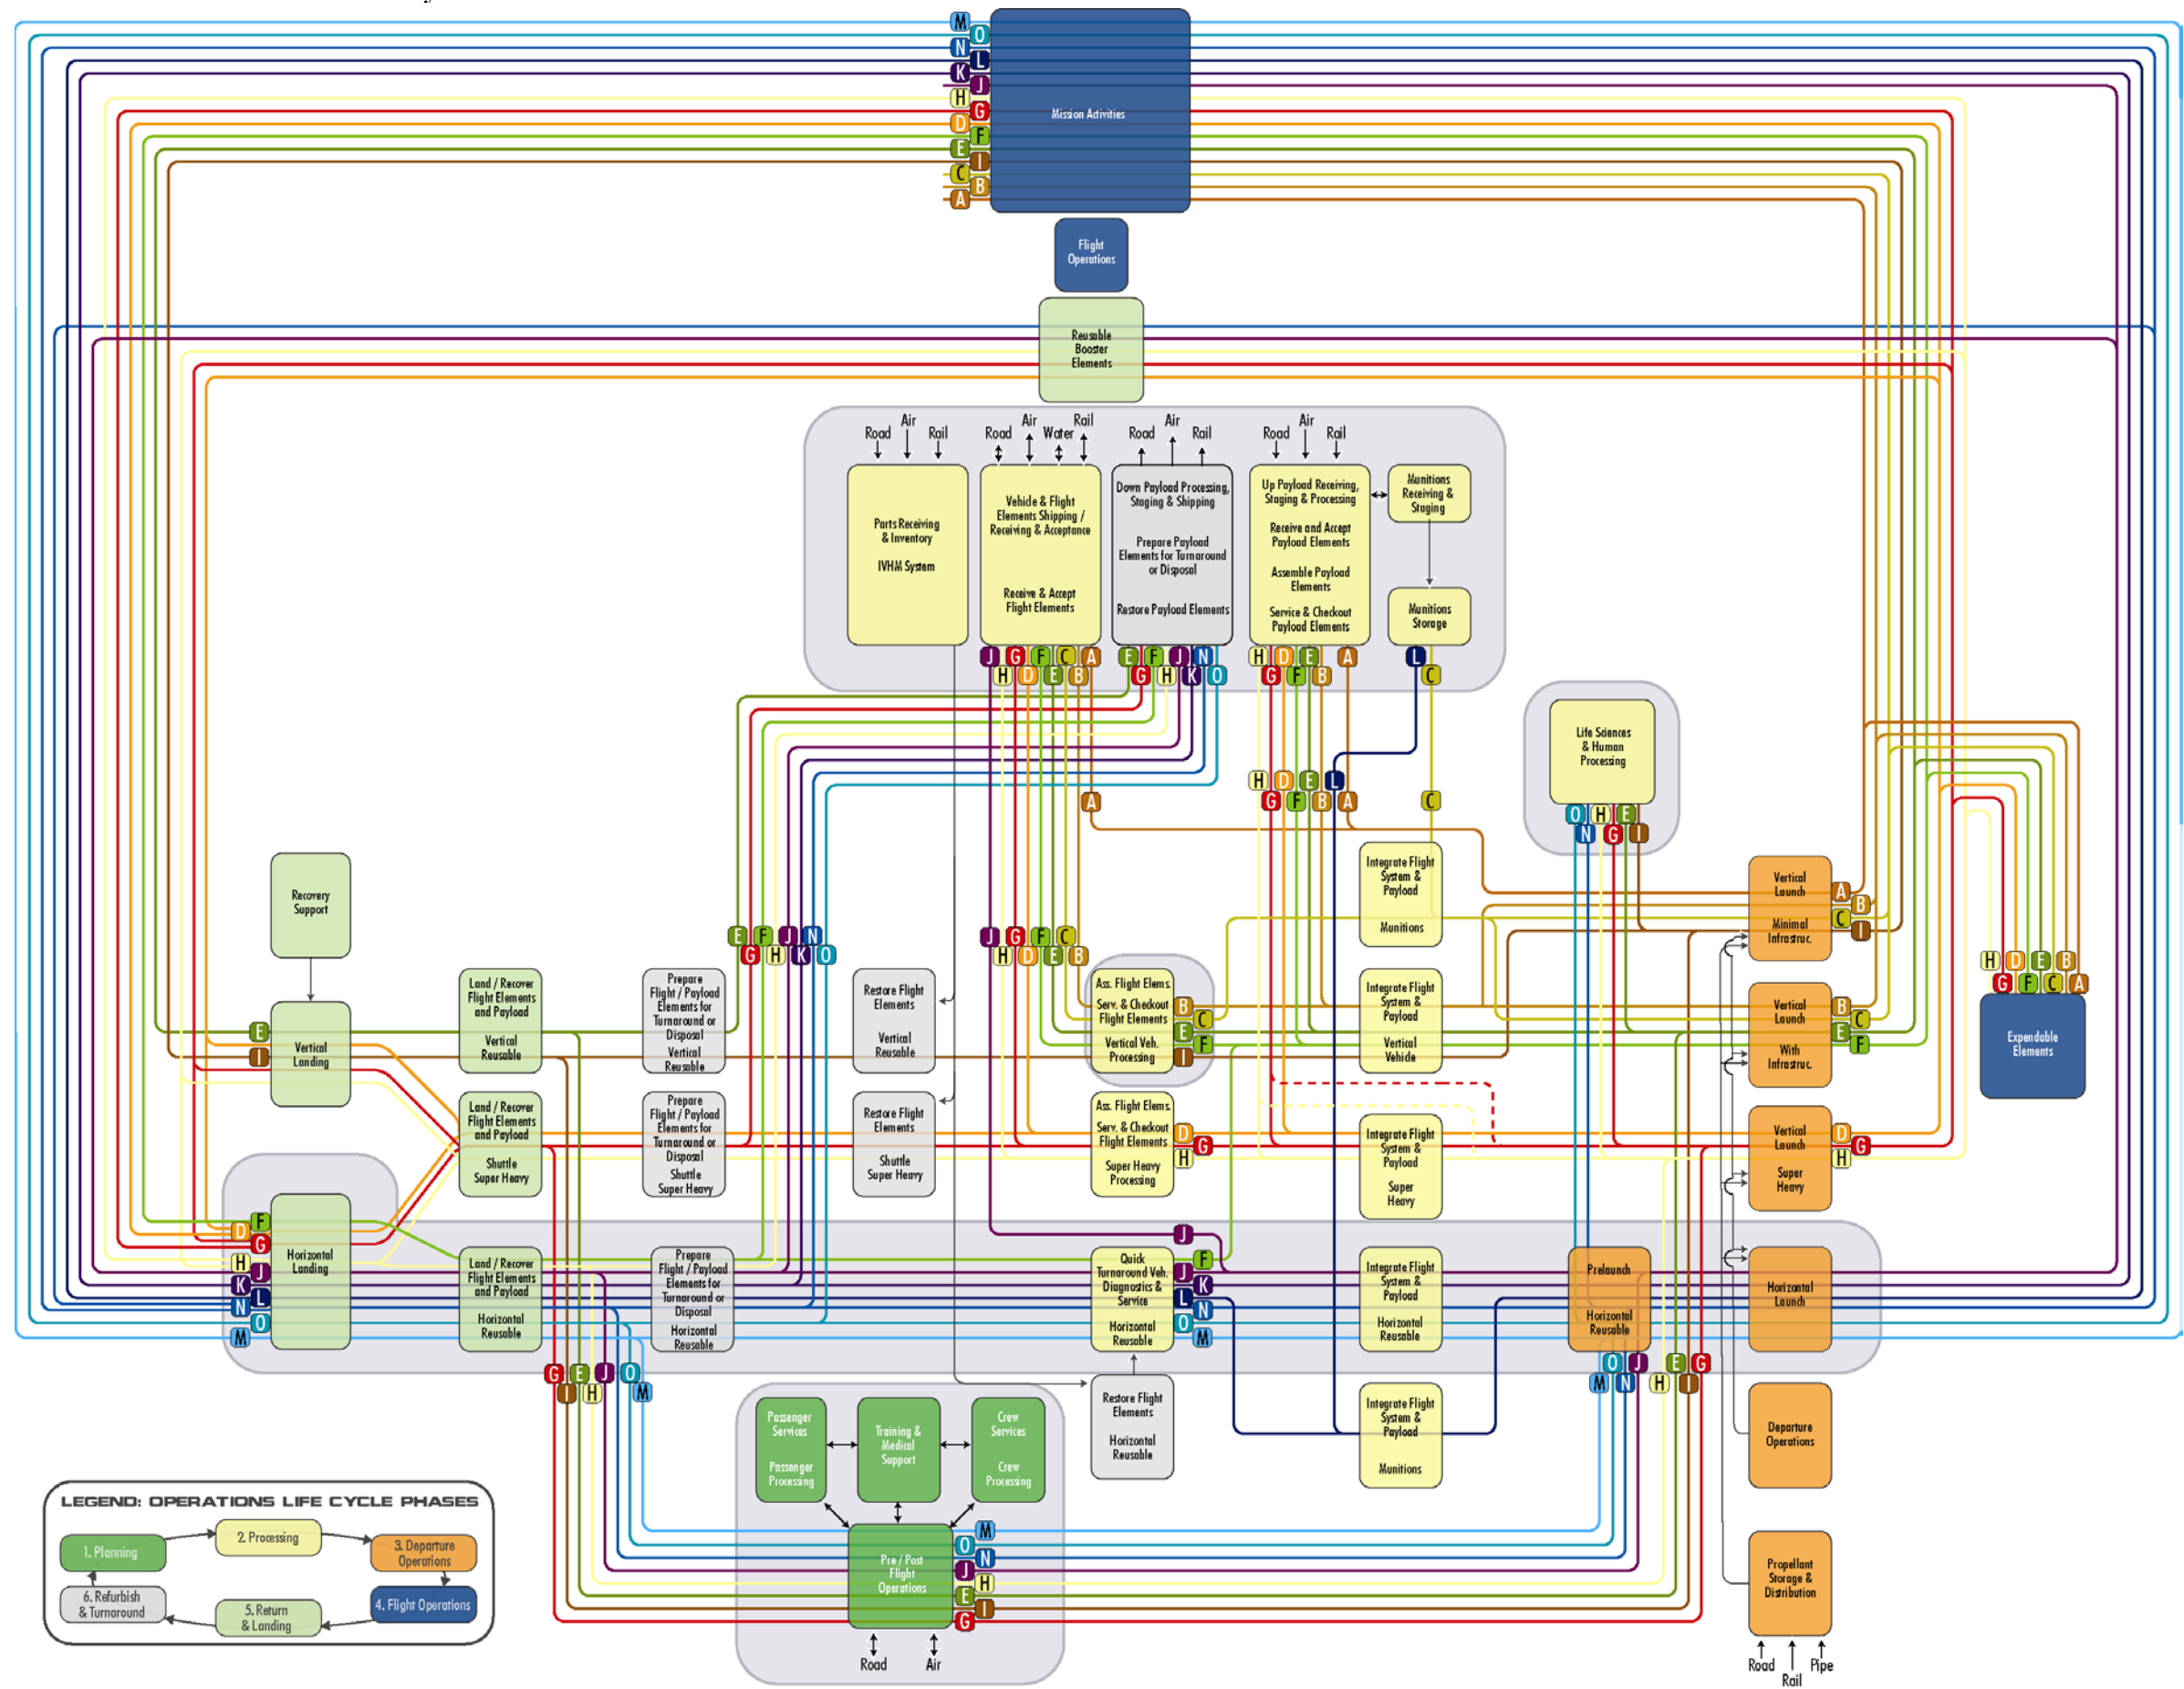 M
O
N
L
K
J
H
G
D
F
E
I
C
B
A
Mission Activities
Flight
Operations
Reusable
Booster
Elements
Road
Air
Rail
Road
Air
Water
Rail
Road
Air
Rail
Road
Air
Rail
Parts Receiving
& Inventory
IVHM System
Vehicle & Flight
Elements Shipping /
Receiving & Acceptance
Receive & Accept
Flight Elements
Down Payload Processing,
Staging & Shipping
Prepare Payload
Elements for Turnaround
or Disposal
Restore Payload Elements
Up Payload Receiving,
Staging & Processing
Receive and Accept
Payload Elements
Assemble Payload
Elements
Service & Checkout
Payload Elements
Munitions
Receiving &
Staging
Munitions
Storage
J G F C A
H D E B
E F J N
G H K O
H D E A
G F B
L
C
Life Sciences
& Human
Processing
O H E
N G I
H D E L
G F B A
A
C
Recovery
Support
Vertical
Landing
E
I
Land / Recover
Flight Elements
and Payload
Vertical
Reusable
Prepare
Flight / Payload
Elements for
Turnaround or
Disposal
Vertical
Reusable
E F J N
G H K O
Restore Flight
Elements
Vertical
Reusable
J G F C
H D E B
Ass. Flight Elems.
Serv. & Checkout
Flight Elements
Vertical Veh.
Processing
B
C
E
F
I
Integrate Flight
System &
Payload
Munitions
Integrate Flight
System &
Payload
Vertical
Vehicle
Vertical
Launch
Minimal
Infrastruc.
A
B
C
I
Vertical
Launch
With
Infrastruc.
B
C
E
F
H D E B
G F C A
Expendable
Elements
Land / Recover
Flight Elements
and Payload
Shuttle
Super Heavy
Prepare
Flight / Payload
Elements for
Turnaround or
Disposal
Shuttle
Super Heavy
Restore Flight
Elements
Shuttle
Super Heavy
Ass. Flight Elems.
Serv. & Checkout
Flight Elements
Super Heavy
Processing
D
G
H
Integrate Flight
System &
Payload
Super
Heavy
Vertical
Launch
Super
Heavy
D
G
H
F
D
G
H
J
K
L
N
O
M
Horizontal
Landing
Land / Recover
Flight Elements
and Payload
Horizontal
Reusable
Prepare
Flight / Payload
Elements for
Turnaround or
Disposal
Horizontal
Reusable
Quick
Turnaround Veh.
Diagnostics &
Service
Horizontal
Reusable
J
F
J
K
L
N
O
M
Integrate Flight
System &
Payload
Horizontal
Reusable
Prelaunch
Horizontal
Reusable
Horizontal
Launch
G E J O
I H M
O J E G
M N H I
Restore Flight
Elements
Horizontal
Reusable
Integrate Flight
System &
Payload
Munitions
Departure
Operations
Passenger
Services
Passenger
Processing
Training &
Medical
Support
Crew
Services
Crew
Processing
Pre / Post
Flight
Operations
M
O
N
J
H
E
I
G
Road
Air
Propellant
Storage &
Distribution
Road
Rail
Pipe
LEGEND: OPERATIONS LIFE CYCLE PHASES
1. Planning
2. Processing
3. Departure
Operations
4. Flight Operations
5. Return
& Landing
6. Refurbish
& Turnaround